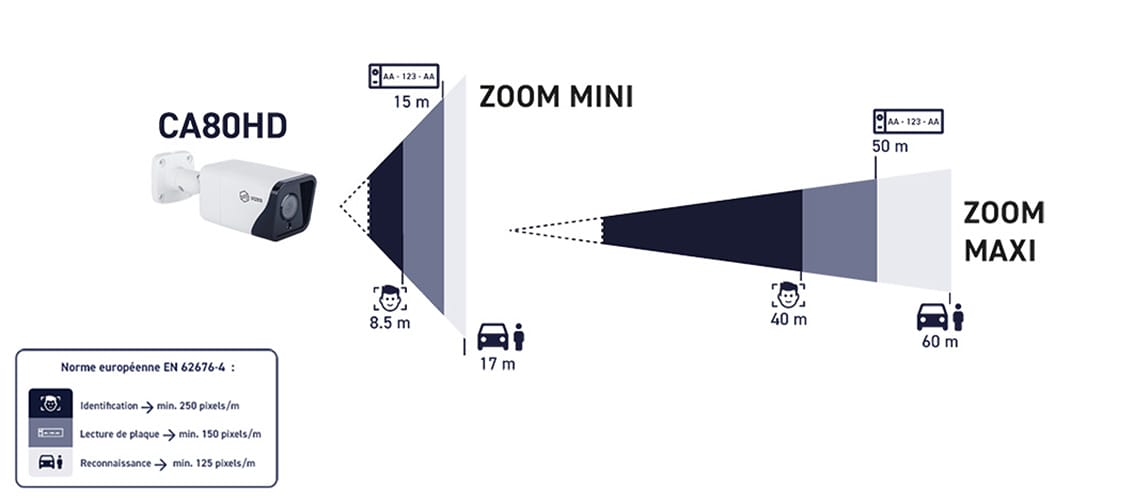 AA - 123 - AA
15 m
ZOOM MINI
CA80HD
8.5 m
17 m
AA - 123 - AA
50 m
ZOOM
MAXI
40 m
60 m
Norme européenne EN 62676-4 :
Identification → min. 250 pixels/m
Lecture de plaque → min. 150 pixels/m
Reconnaissance → min. 125 pixels/m